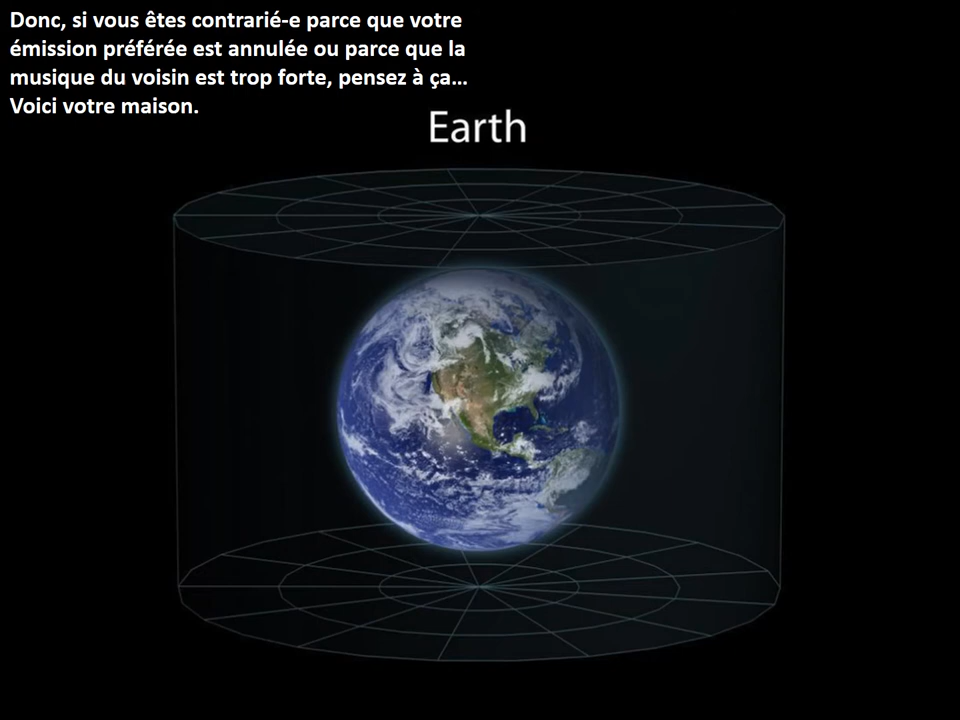 Donc, si vous êtes contrarié-e parce que votre
émission préférée est annulée ou parce que la
musique du voisin est trop forte, pensez à ça...
Voici votre maison.
Earth